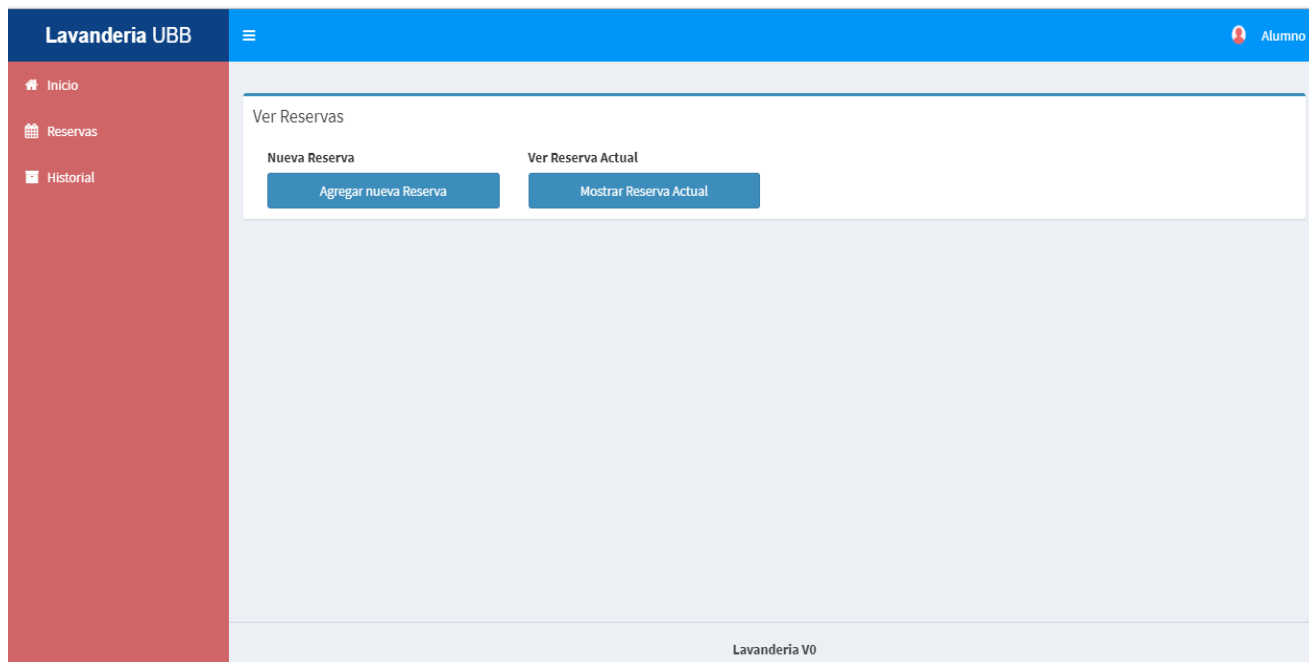 Lavanderia UBB
Alumno
Inicio
Reservas
Historial
Ver Reservas
Nueva Reserva
Ver Reserva Actual
Agregar nueva Reserva
Mostrar Reserva Actual
Lavanderia V0